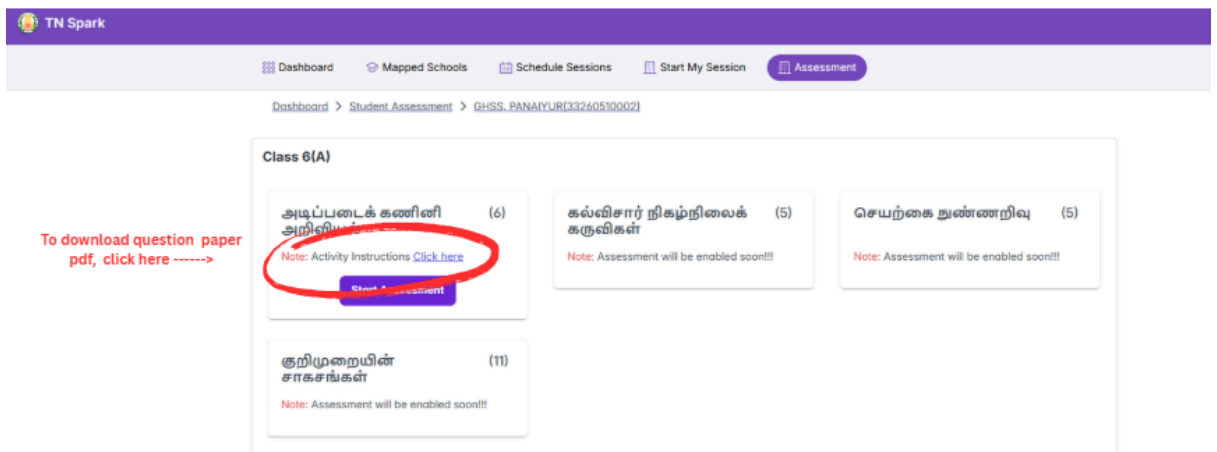 TN Spark
Dashboard Mapped Schools Schedule Sessions Start My Session Assessment
Dashboard > Student Assessment > GHSS, PANAIYUR(33260510002)
Class 6(A)
அடிப்படைக் கணினி (6)
கல்விசார் நிகழ்நிலைக் (5)
கருவிகள்
செயற்கை நுண்ணறிவு (5)
To download question paper
pdf, click here ------>
Note: Activity Instructions Click here
Note: Assessment will be enabled soon!!!
Note: Assessment will be enabled soon!!!
Start
குறிமுறையின் (11)
சாகசங்கள்
Note: Assessment will be enabled soon!!!